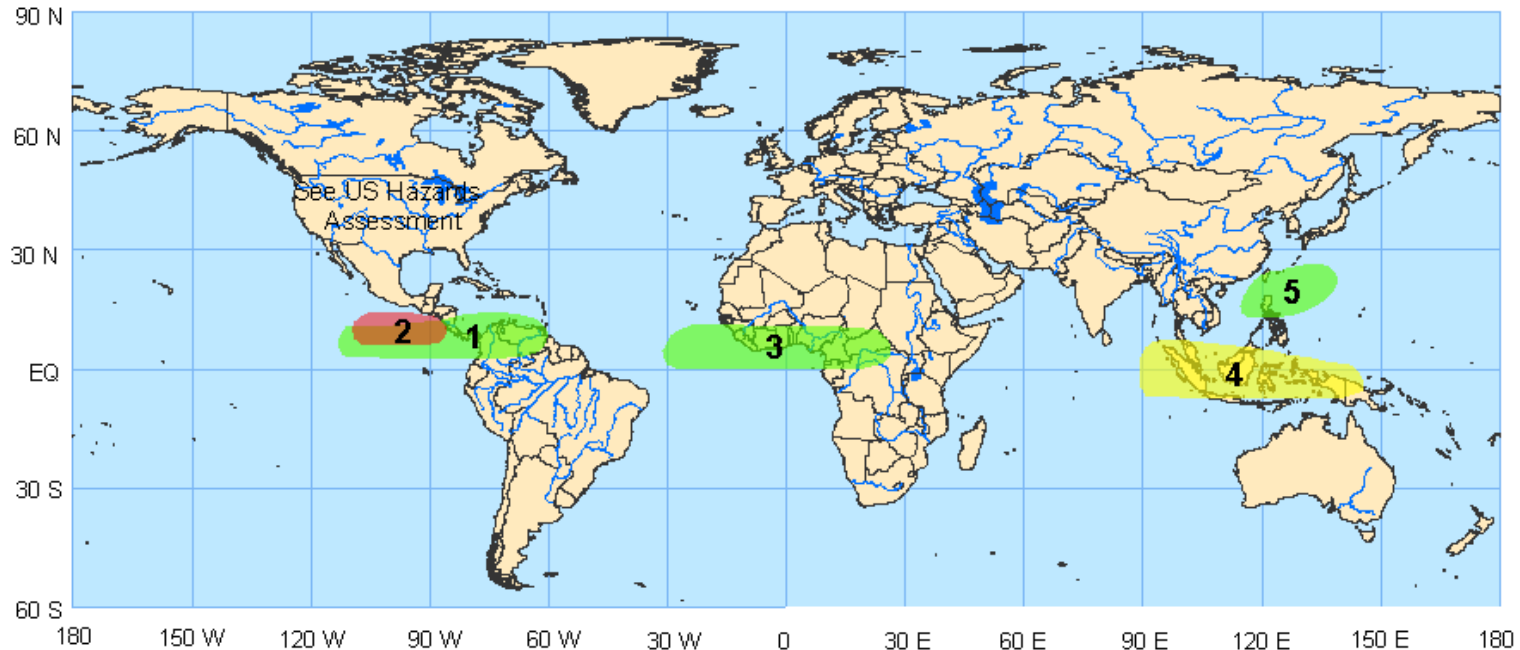 90 N
60 N
See US Hazards
Assessment
30 N
5
2
1
3
EQ
4
30 S
60 S
180
150 W
120 W
90 W
60 W
30 W
0
30 E
60 E
90 E
120 E
150 E
180